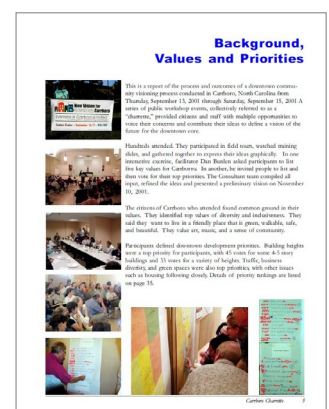 Background,
Values and Priorities
This is a report of the process and outcomes of a downtown commu-
nity visioning process conducted in Carrboro, North Carolina from
Thursday, September 13, 2001 through Saturday, September 15, 2001 A
series of public workshop events, collectively referred to as a
"charrette," provided citizens and staff with multiple opportunities to
voice their concerns and contribute their ideas to define a vision of the
future for the downtown core.
Hundreds attended. They participated in field tours, watched training
slides, and gathered together to express their ideas graphically. In one
interactive exercise, facilitator Dan Burden asked participants to list
five key values for Carrboro. In another, he invited people to list and
then vote for their top priorities. The Consultant team compiled all
input, refined the ideas and presented a preliminary vision on November
10, 2001.
The citizens of Carrboro who attended found common ground in their
values. They identified top values of diversity and inclusiveness. They
said they want to live in a friendly place that is green, walkable, safe,
and beautiful. They value art, music, and a sense of community.
Participants defined downtown development priorities. Building heights
were a top priority for participants, with 45 votes for some 4-5 story
buildings and 33 votes for a variety of heights. Traffic, business
diversity, and green spaces were also top priorities, with other issues
such as housing following closely. Details of priority rankings are listed
on page 35.
Carrboro Charrette 5